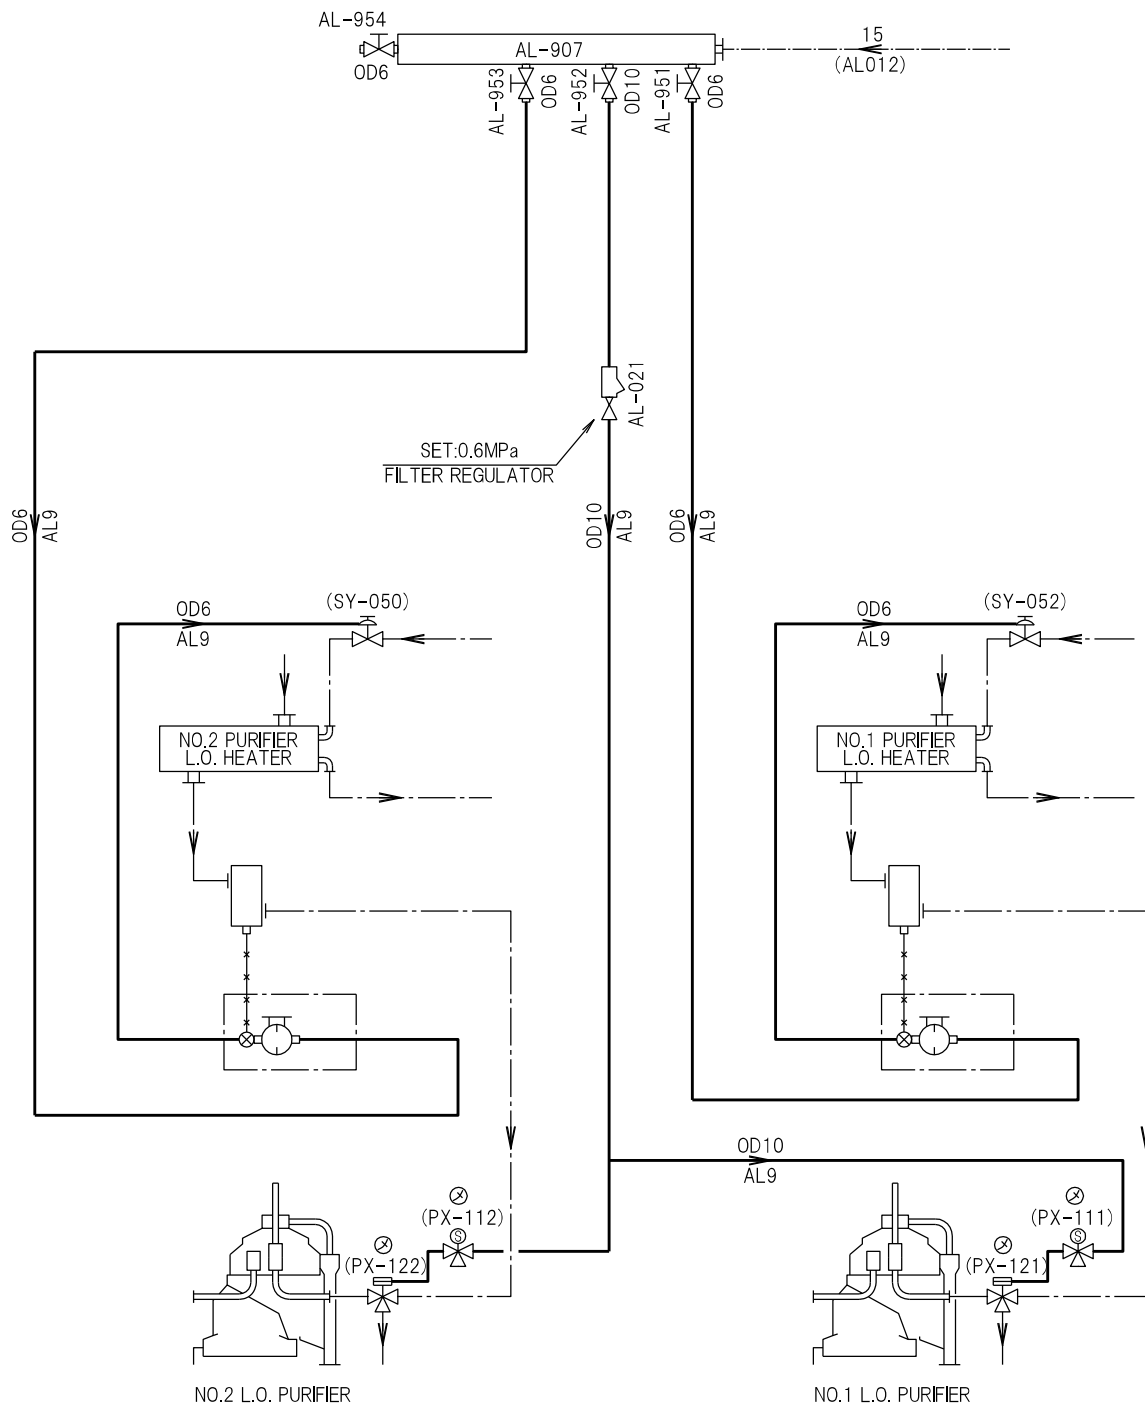 AL-954
AL-907
15
(AL012)
OD6
AL-953
OD6
AL-952
OD10
AL-951
OD6
AL-021
SET:0.6MPa
FILTER REGULATOR
OD6
AL9
OD10
AL9
OD6
AL9
OD6
AL9
(SY-050)
OD6
AL9
(SY-052)
NO.2 PURIFIER
L.O. HEATER
NO.1 PURIFIER
L.O. HEATER
OD10
AL9
(PX-112)
S
(PX-122)
(PX-111)
S
(PX-121)
NO.2 L.O. PURIFIER
NO.1 L.O. PURIFIER